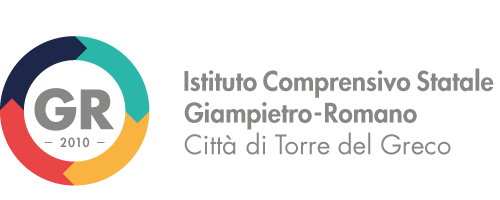 GR
– 2010 –
Istituto Comprensivo Statale
Giampietro-Romano
Città di Torre del Greco